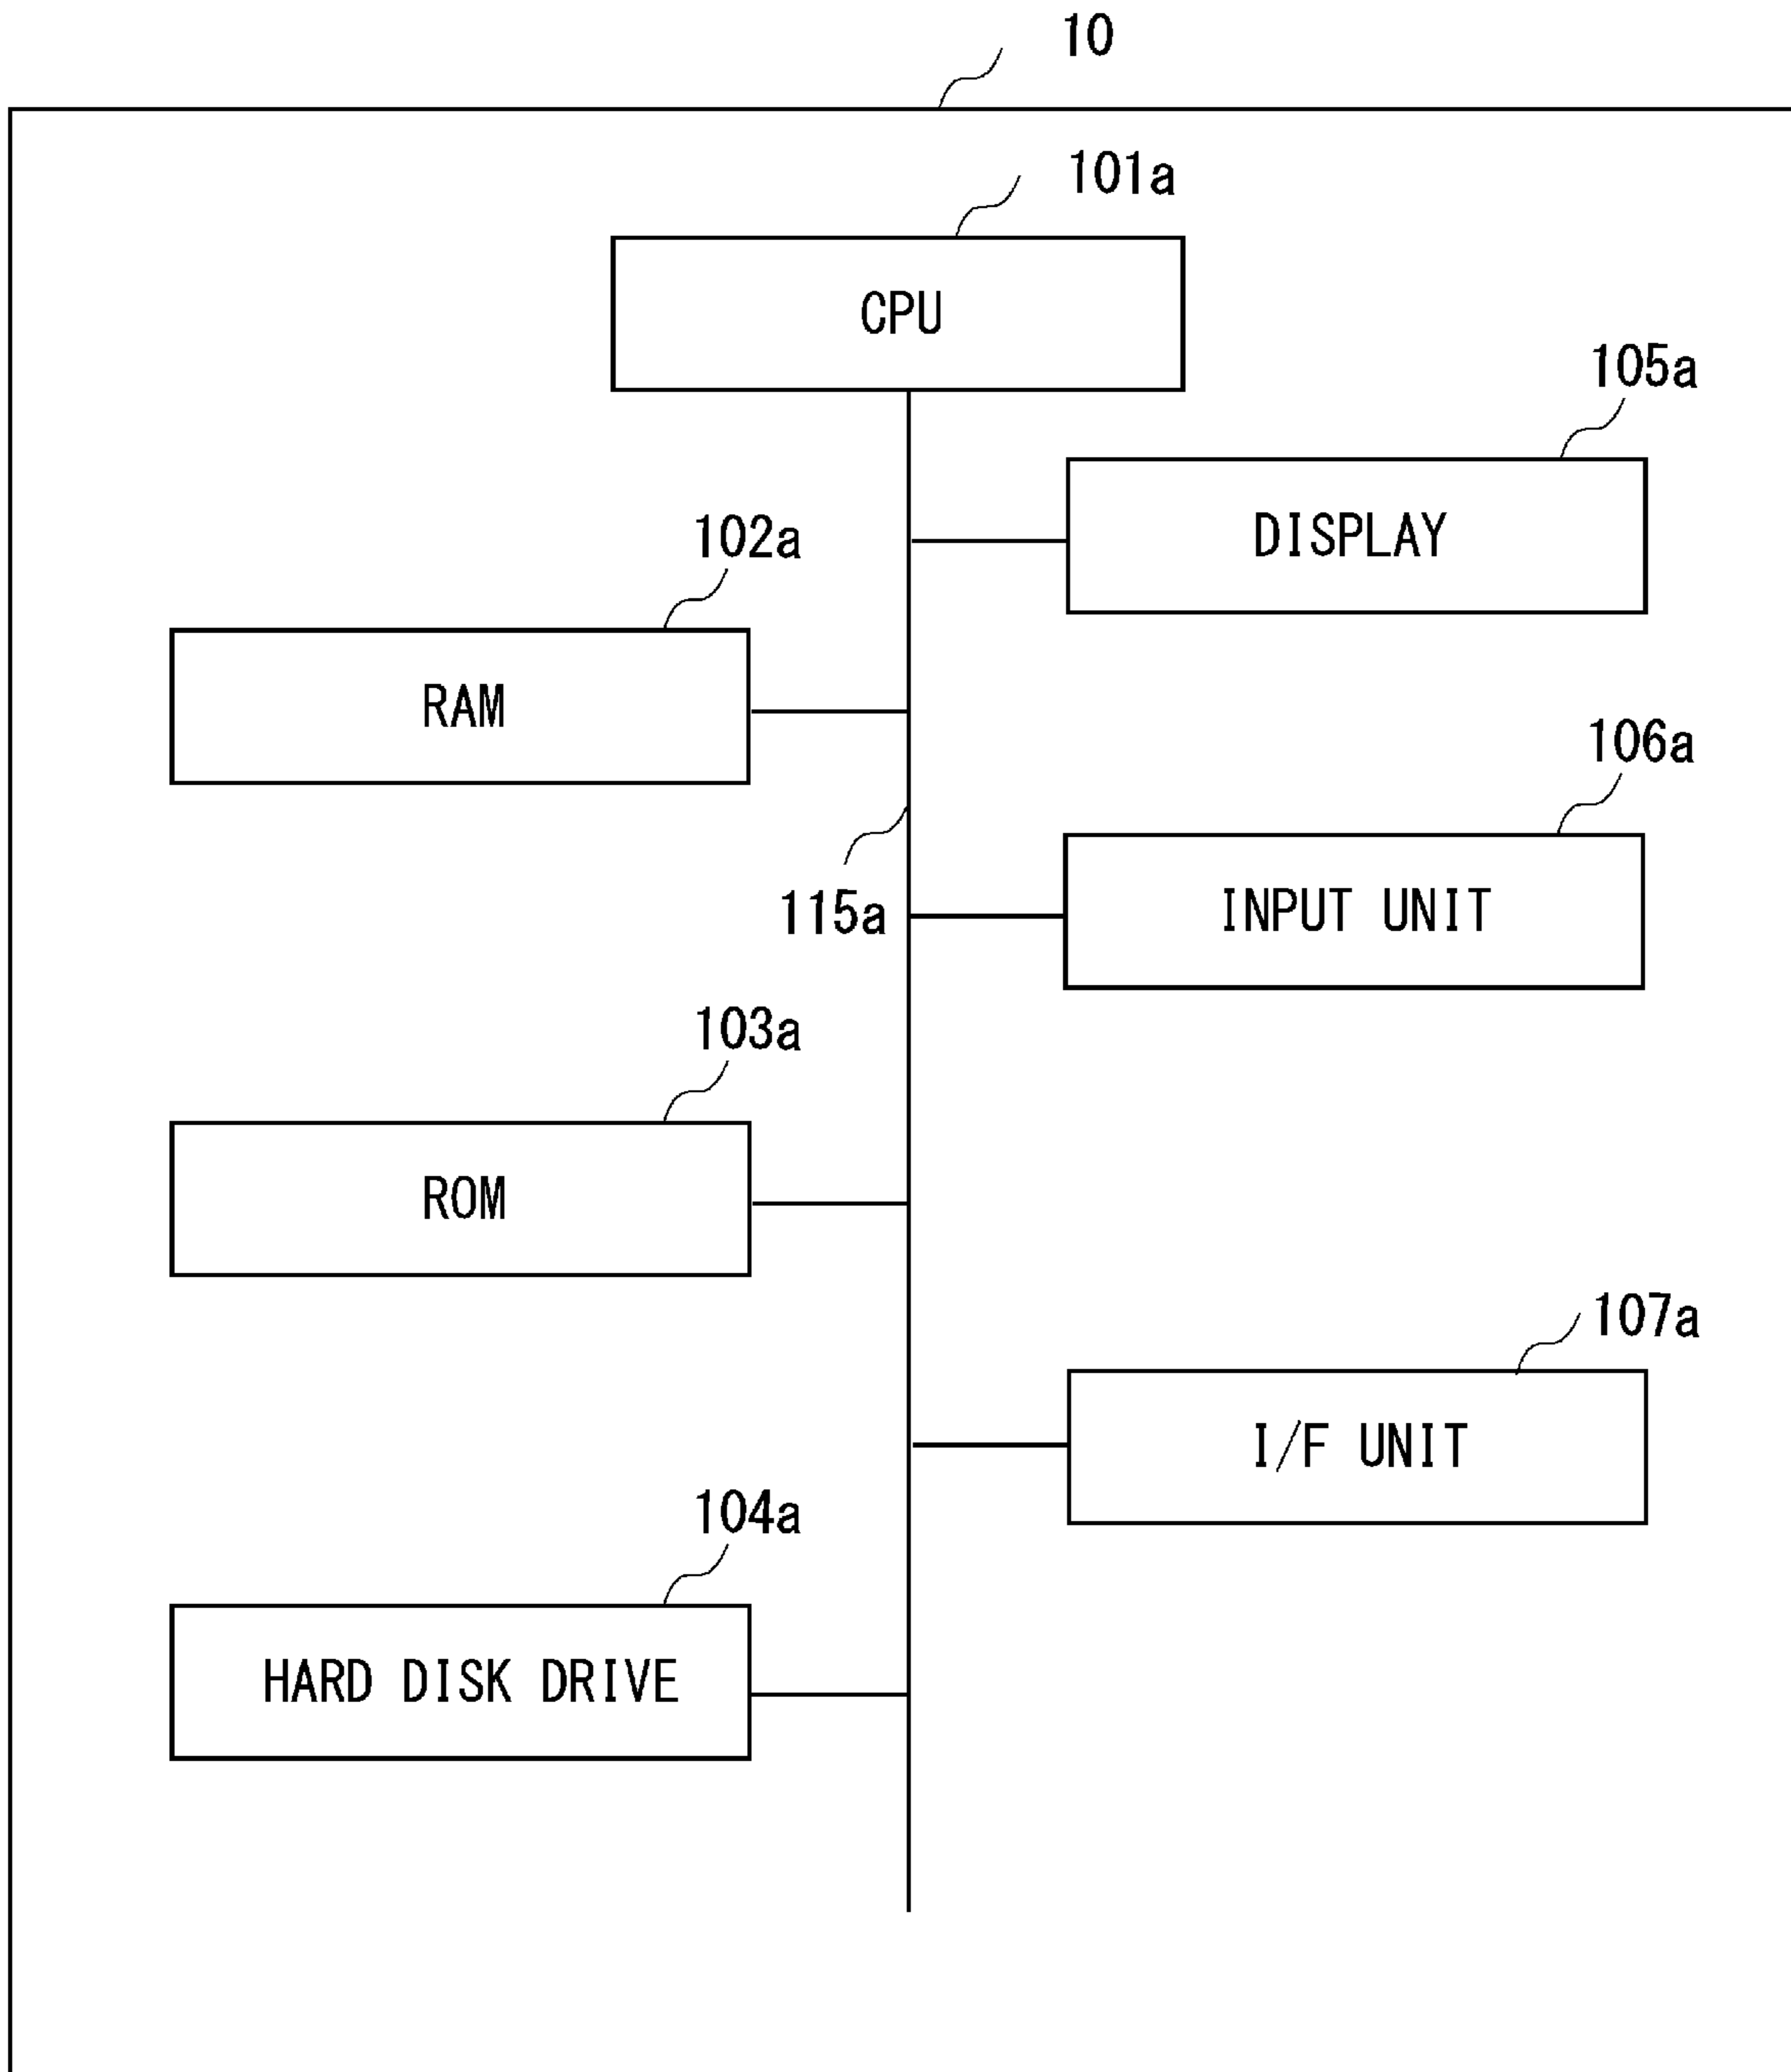 10
101a
CPU
105a
DISPLAY
102a
RAM
106a
INPUT UNIT
115a
103a
ROM
107a
I/F UNIT
104a
HARD DISK DRIVE